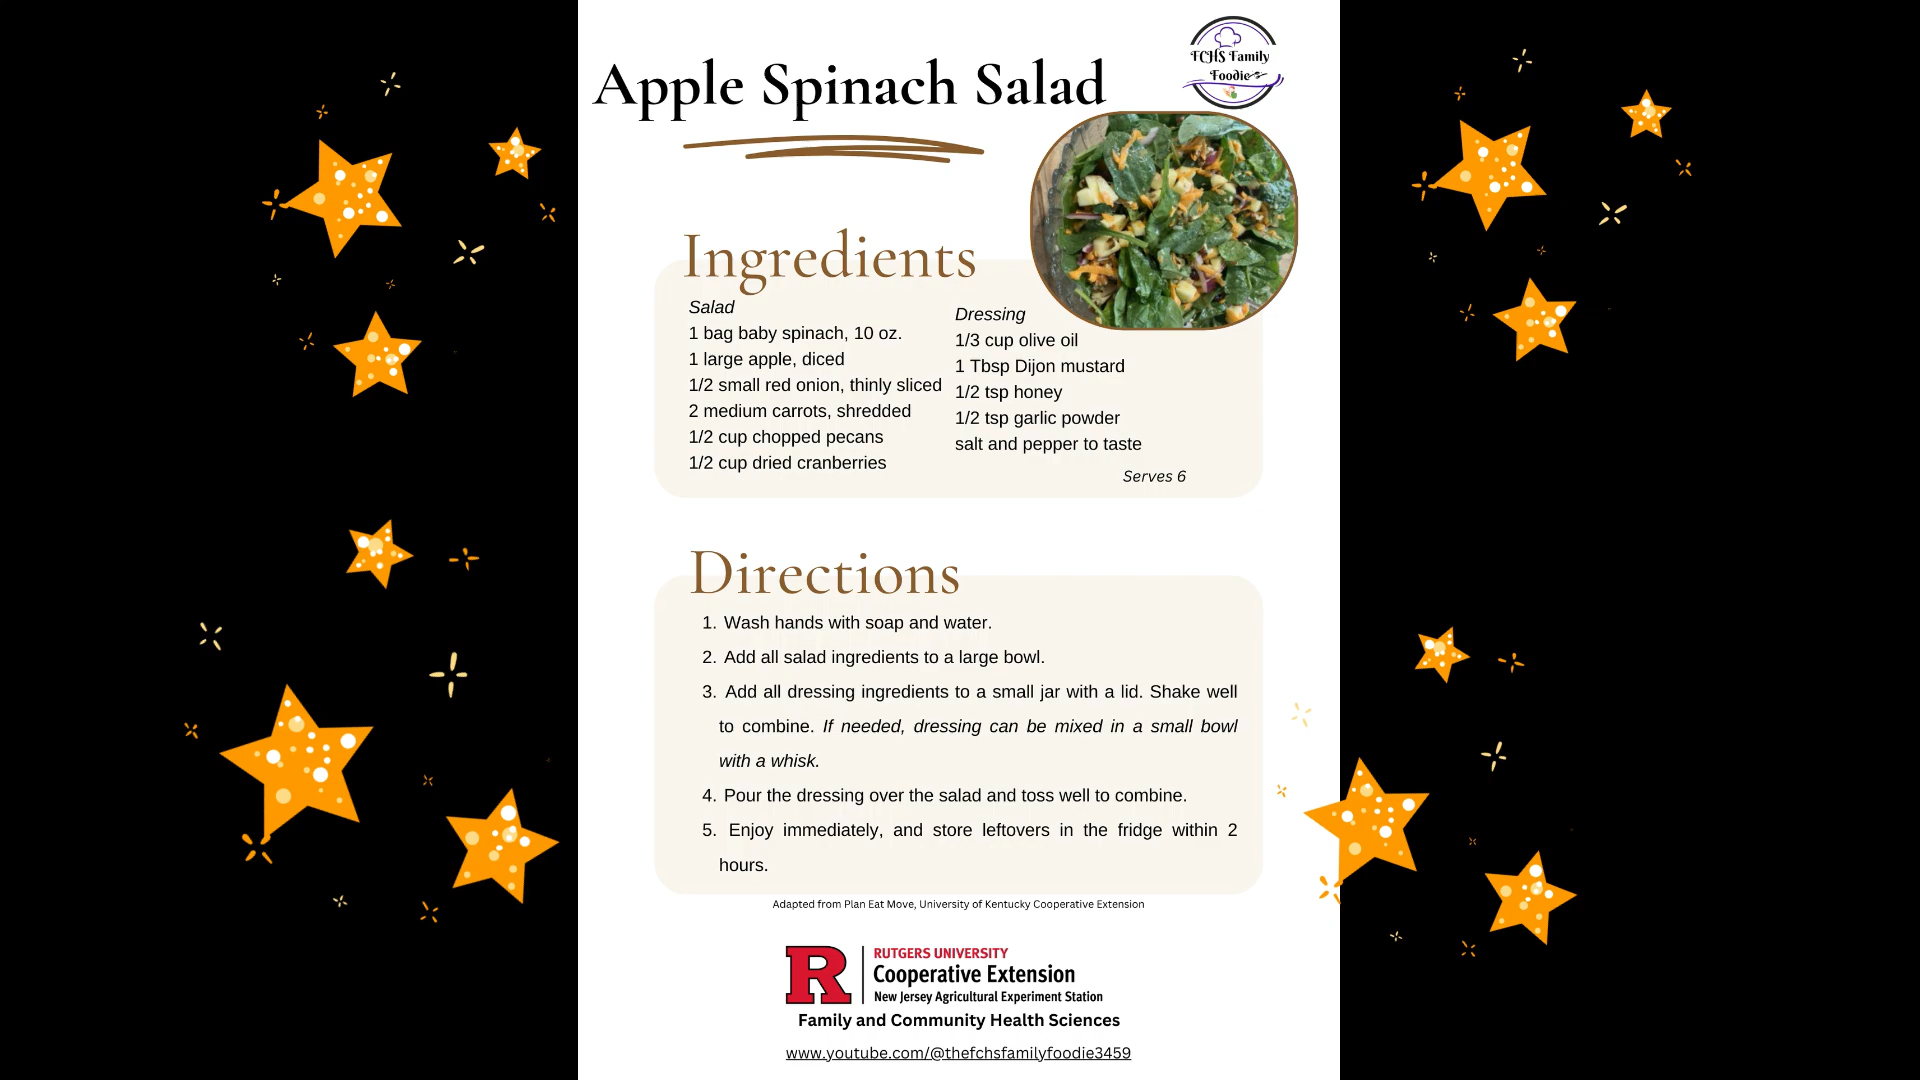 Apple Spinach Salad
FCHS Family
Foodie
Ingredients
Salad
1 bag baby spinach, 10 oz.
1 large apple, diced
1/2 small red onion, thinly sliced
2 medium carrots, shredded
1/2 cup chopped pecans
1/2 cup dried cranberries
Dressing
1/3 cup olive oil
1 Tbsp Dijon mustard
1/2 tsp honey
1/2 tsp garlic powder
salt and pepper to taste
Serves 6
Directions
1. Wash hands with soap and water.
2. Add all salad ingredients to a large bowl.
3. Add all dressing ingredients to a small jar with a lid. Shake well
to combine. If needed, dressing can be mixed in a small bowl
with a whisk.
4. Pour the dressing over the salad and toss well to combine.
5. Enjoy immediately, and store leftovers in the fridge within 2
hours.
Adapted from Plan Eat Move, University of Kentucky Cooperative Extension
R
RUTGERS UNIVERSITY
Cooperative Extension
New Jersey Agricultural Experiment Station
Family and Community Health Sciences
www.youtube.com/@thefchsfamilyfoodie3459